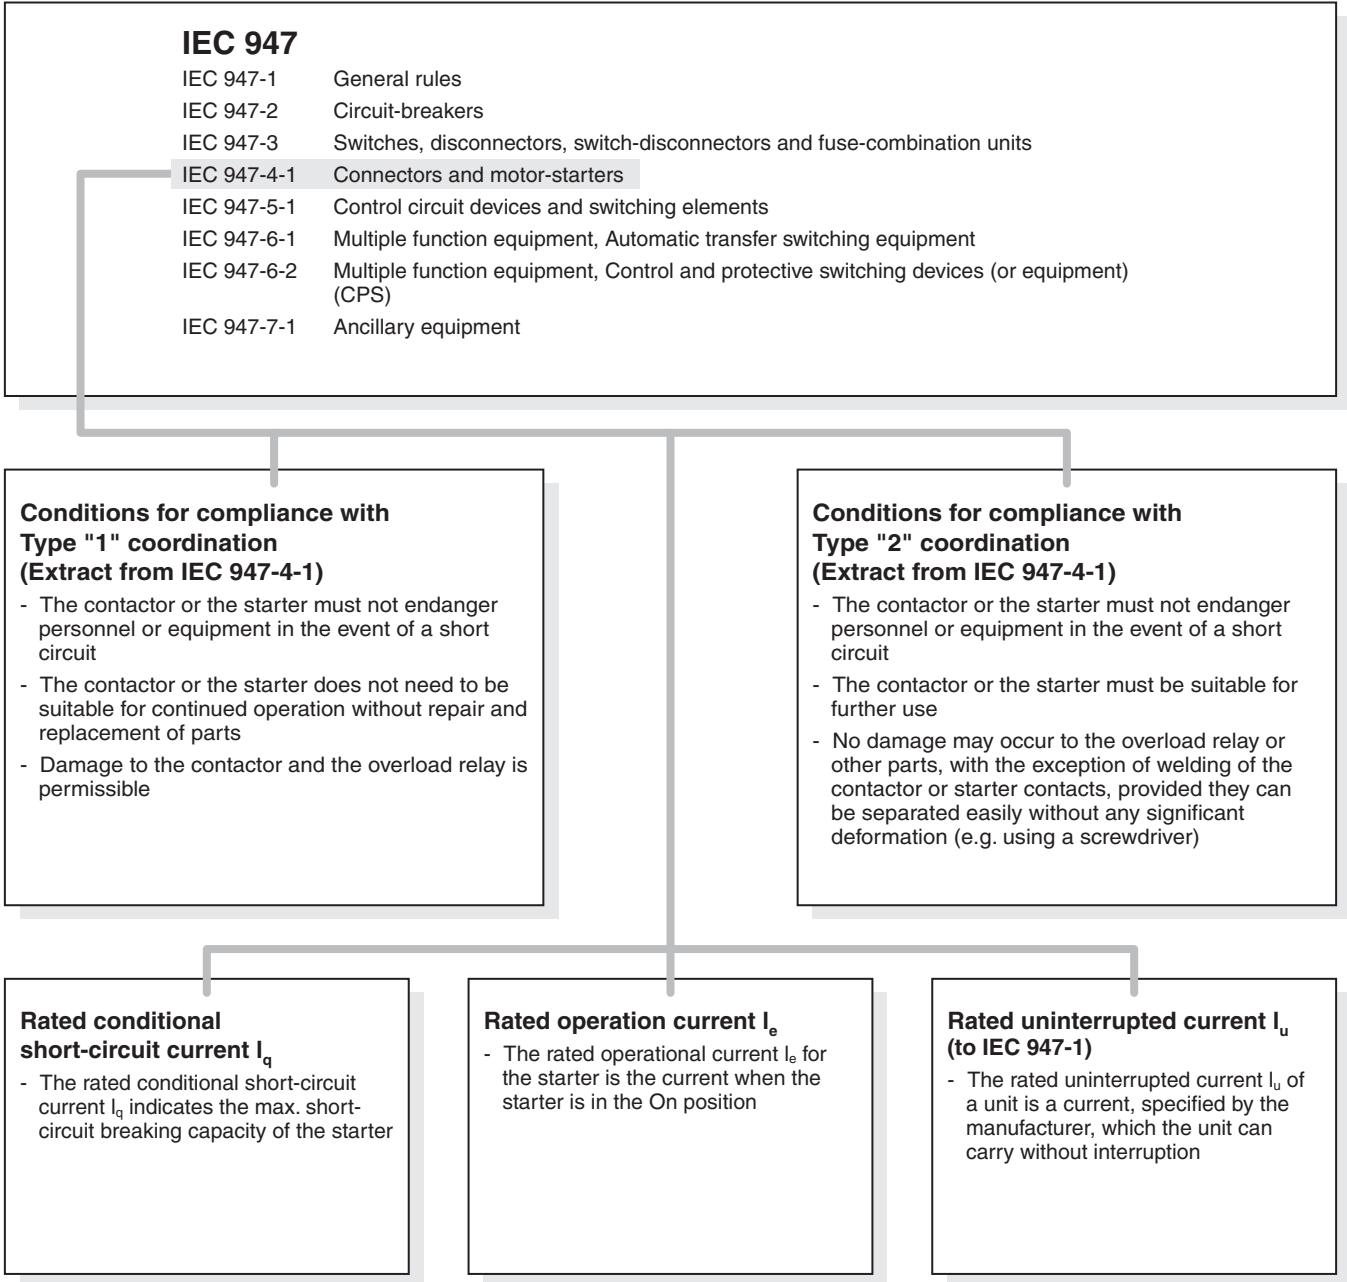 IEC 947
IEC 947-1 General rules
IEC 947-2 Circuit-breakers
IEC 947-3 Switches, disconnectors, switch-disconnectors and fuse-combination units
IEC 947-4-1 Connectors and motor-starters
IEC 947-5-1 Control circuit devices and switching elements
IEC 947-6-1 Multiple function equipment, Automatic transfer switching equipment
IEC 947-6-2 Multiple function equipment, Control and protective switching devices (or equipment)
(CPS)
IEC 947-7-1 Ancillary equipment
Conditions for compliance with
Type "1" coordination
(Extract from IEC 947-4-1)
- The contactor or the starter must not endanger
personnel or equipment in the event of a short
circuit
- The contactor or the starter does not need to be
suitable for continued operation without repair and
replacement of parts
- Damage to the contactor and the overload relay is
permissible
Conditions for compliance with
Type "2" coordination
(Extract from IEC 947-4-1)
- The contactor or the starter must not endanger
personnel or equipment in the event of a short
circuit
- The contactor or the starter must be suitable for
further use
- No damage may occur to the overload relay or
other parts, with the exception of welding of the
contactor or starter contacts, provided they can
be separated easily without any significant
deformation (e.g. using a screwdriver)
Rated conditional
short-circuit current Iq
- The rated conditional short-circuit
current Iq indicates the max. short-
circuit breaking capacity of the starter
Rated operation current Ie
- The rated operational current Ie for
the starter is the current when the
starter is in the On position
Rated uninterrupted current Iu
(to IEC 947-1)
- The rated uninterrupted current Iu of
a unit is a current, specified by the
manufacturer, which the unit can
carry without interruption